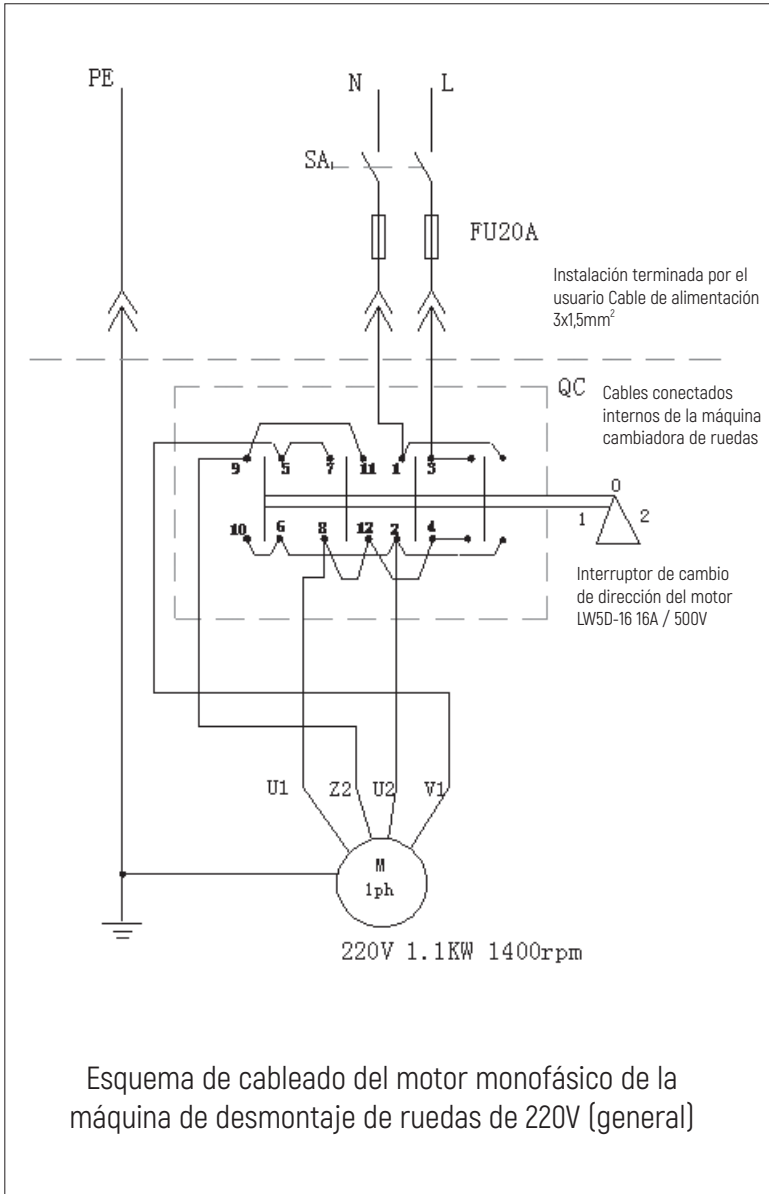 PE
N
L
SA
FU20A
Instalación terminada por el
usuario Cable de alimentación
3x1,5mm²
QC
Cables conectados
internos de la máquina
cambiadora de ruedas
9 5 7 11 1 3
10 6 8 12 2 4
0
1 2
Interruptor de cambio
de dirección del motor
LW5D-16 16A / 500V
U1 Z2 U2 V1
M
1ph
220V 1.1KW 1400rpm
Esquema de cableado del motor monofásico de la
máquina de desmontaje de ruedas de 220V (general)